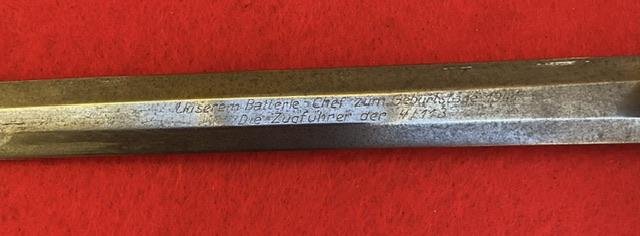 Unserem Batterie-Chef zum Geburtstage
Die Zugführer der